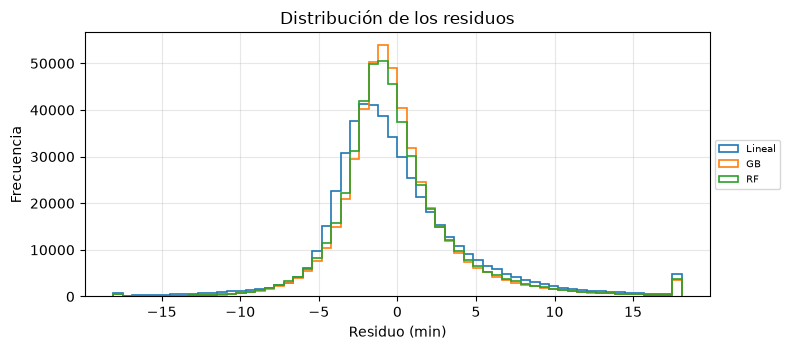 Distribución de los residuos
Frecuencia
50000
40000
30000
20000
10000
0
−15
−10
−5
0
5
10
15
Residuo (min)
Lineal
GB
RF